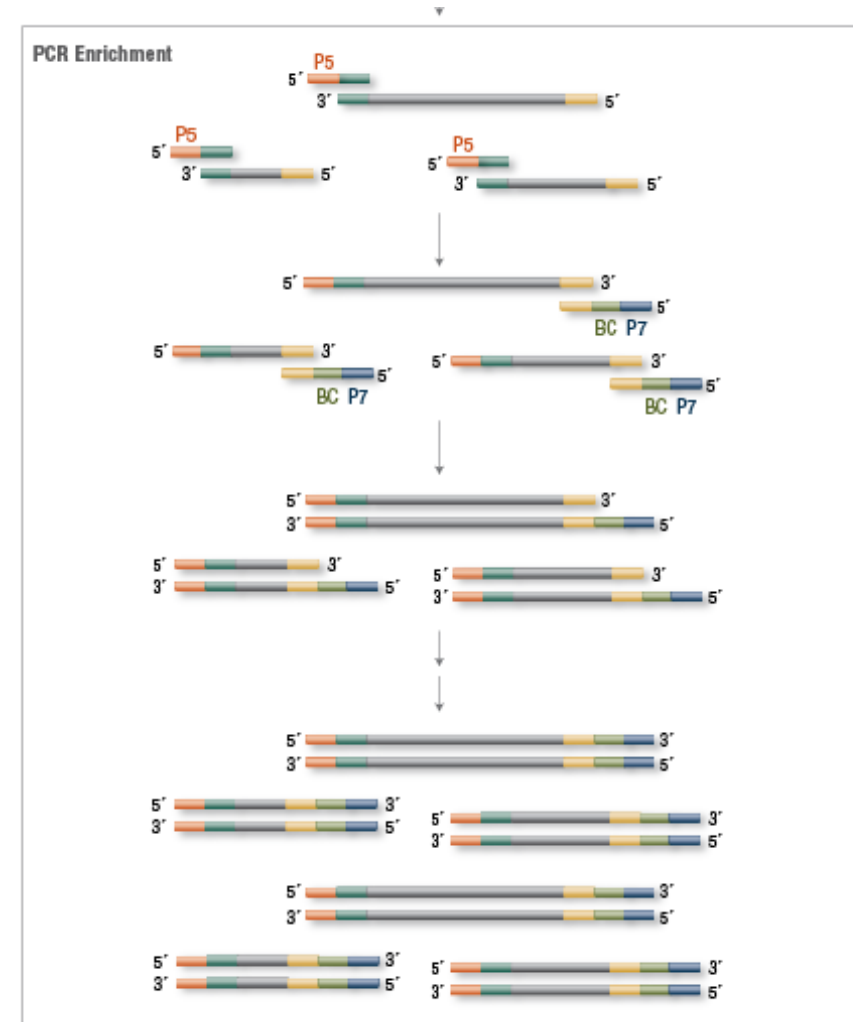 PCR Enrichment
P5
5′
3′ 5′
P5 P5
5′ 5′
3′ 5′ 3′ 5′
5′ 3′
5′
BC P7
5′ 3′ 5′ 3′
5′ 5′
BC P7 BC P7
5′ 3′
3′ 5′
5′ 3′ 5′ 3′
3′ 5′ 3′ 5′
5′ 3′
3′ 5′
5′ 3′ 5′ 3′
3′ 5′ 3′ 5′
5′ 3′
3′ 5′
5′ 3′ 5′ 3′
3′ 5′ 3′ 5′